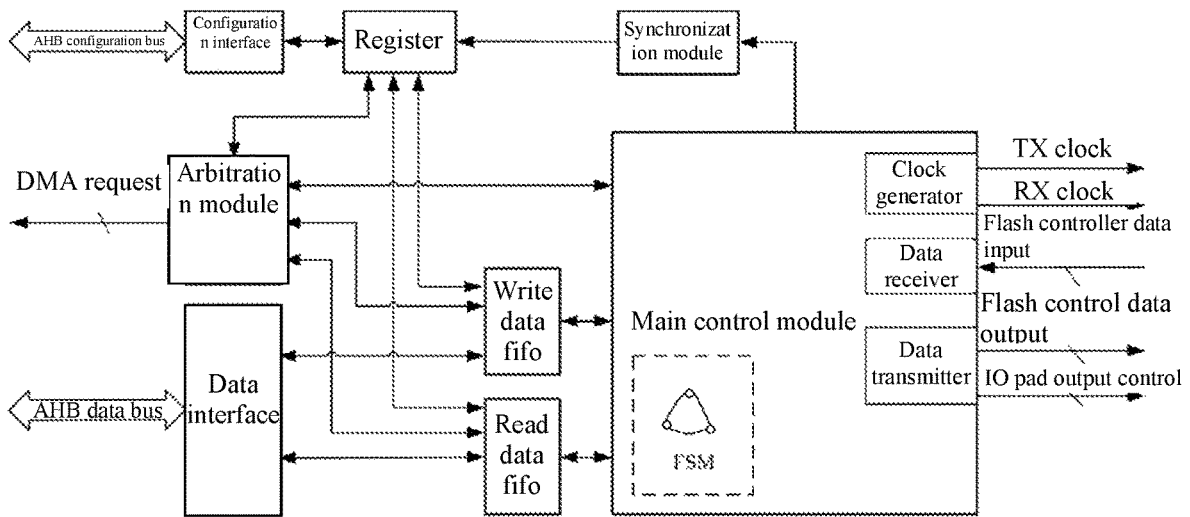 AHB configuration bus
Configuratio
n interface
Register
Synchronizat
ion module
DMA request
Arbitratio
n module
Clock
generator
TX clock
RX clock
Flash controller data
input
Data
receiver
Write
data
fifo
Main control module
Flash control data
output
Data
transmitter
IO pad output control
AHB data bus
Data
interface
Read
data
fifo
FSM